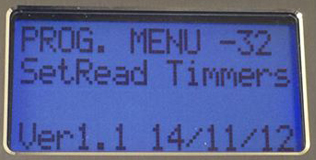 PROG. MENU -32
SetRead Timmers
Ver1.1 14/11/12